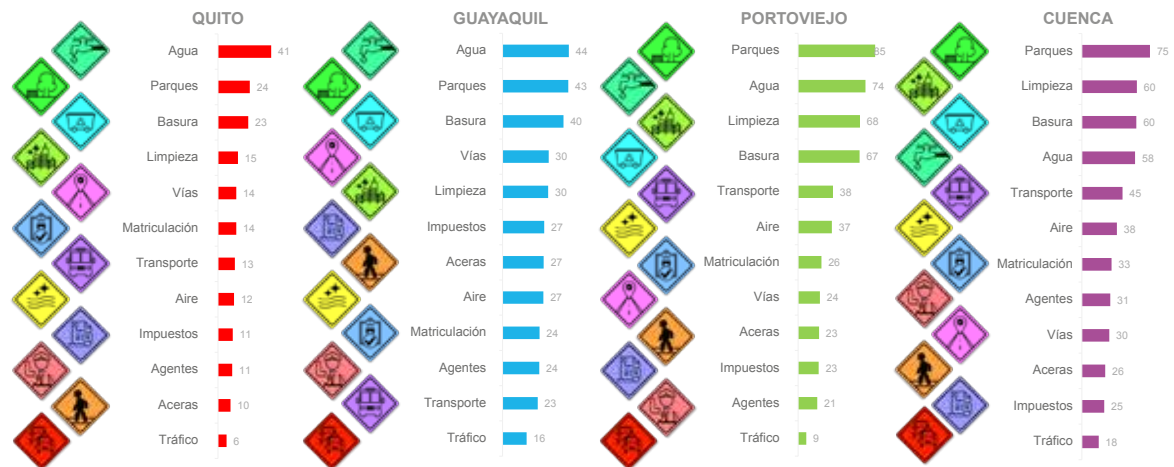 QUITO
Agua 41
Parques 24
Basura 23
Limpieza 15
Vías 14
Matriculación 14
Transporte 13
Aire 12
Impuestos 11
Agentes 11
Aceras 10
Tráfico 6
GUAYAQUIL
Agua 44
Parques 43
Basura 40
Vías 30
Limpieza 30
Impuestos 27
Aceras 27
Aire 27
Matriculación 24
Agentes 24
Transporte 23
Tráfico 16
PORTOVIEJO
Parques 85
Agua 74
Limpieza 68
Basura 67
Transporte 38
Aire 37
Matriculación 26
Vías 24
Aceras 23
Impuestos 23
Agentes 21
Tráfico 9
CUENCA
Parques 75
Limpieza 60
Basura 60
Agua 58
Transporte 45
Aire 38
Matriculación 33
Agentes 31
Vías 30
Aceras 26
Impuestos 25
Tráfico 18